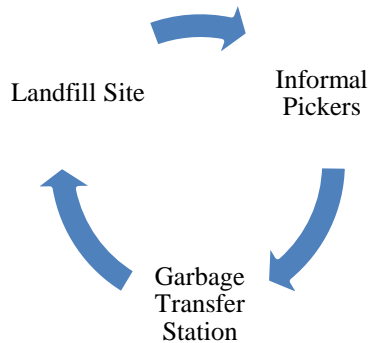 Landfill Site
Informal
Pickers
Garbage
Transfer
Station